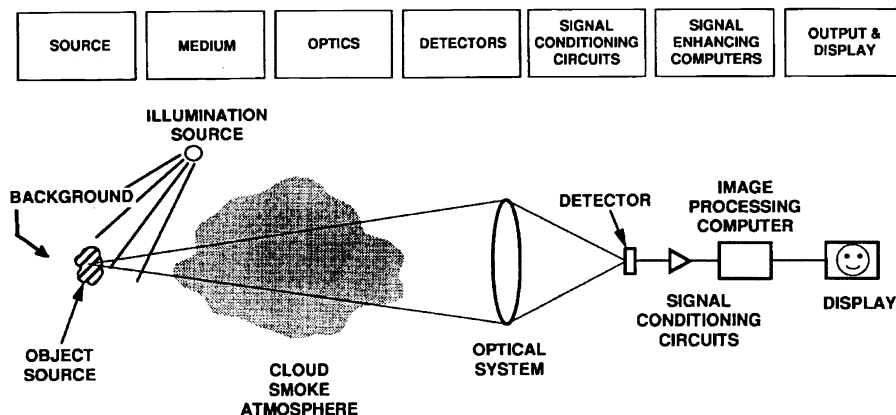 SOURCE
MEDIUM
OPTICS
DETECTORS
SIGNAL
CONDITIONING
CIRCUITS
SIGNAL
ENHANCING
COMPUTERS
OUTPUT &
DISPLAY
ILLUMINATION
SOURCE
BACKGROUND
DETECTOR
IMAGE
PROCESSING
COMPUTER
OBJECT
SOURCE
CLOUD
SMOKE
ATMOSPHERE
OPTICAL
SYSTEM
SIGNAL
CONDITIONING
CIRCUITS
DISPLAY